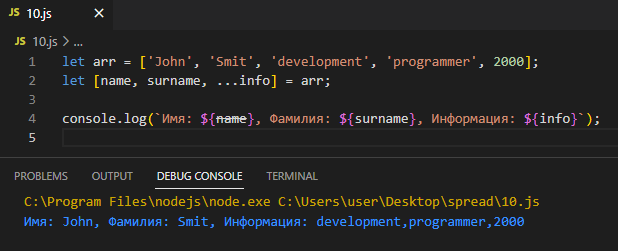 JS 10.js ×
JS 10.js > ...
1 let arr = ['John', 'Smit', 'development', 'programmer', 2000];
2 let [name, surname, ...info] = arr;
3
4 console.log(`Имя: ${name}, Фамилия: ${surname}, Информация: ${info}`);
5
PROBLEMS OUTPUT DEBUG CONSOLE TERMINAL
C:\Program Files\nodejs\node.exe C:\Users\user\Desktop\spread\10.js
Имя: John, Фамилия: Smit, Информация: development,programmer,2000